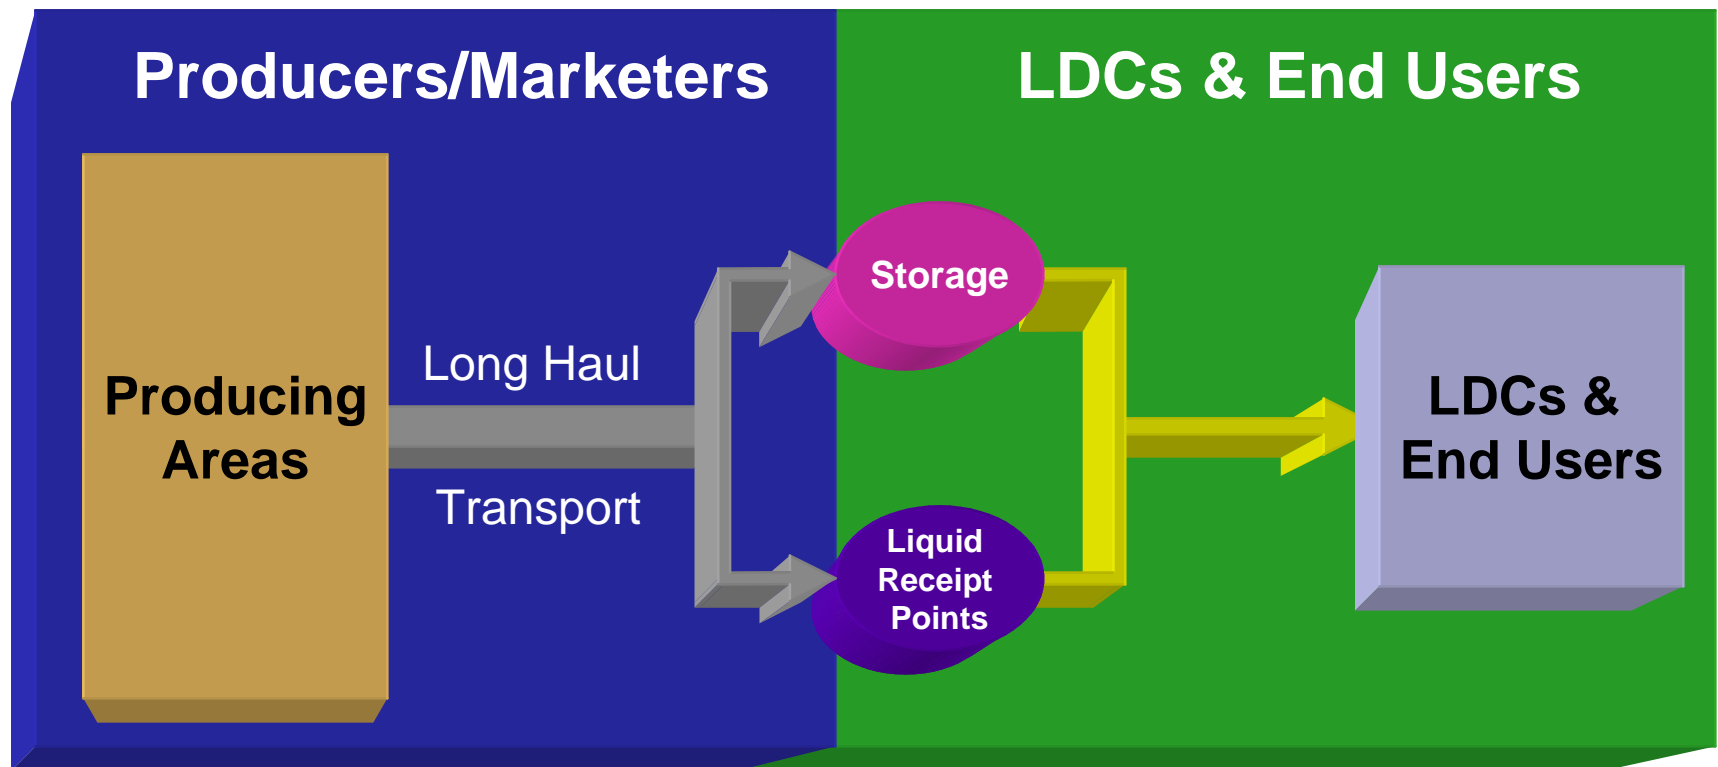 Producers/Marketers
LDCs & End Users
Producing
Areas
Long Haul
Transport
Storage
Liquid
Receipt
Points
LDCs &
End Users